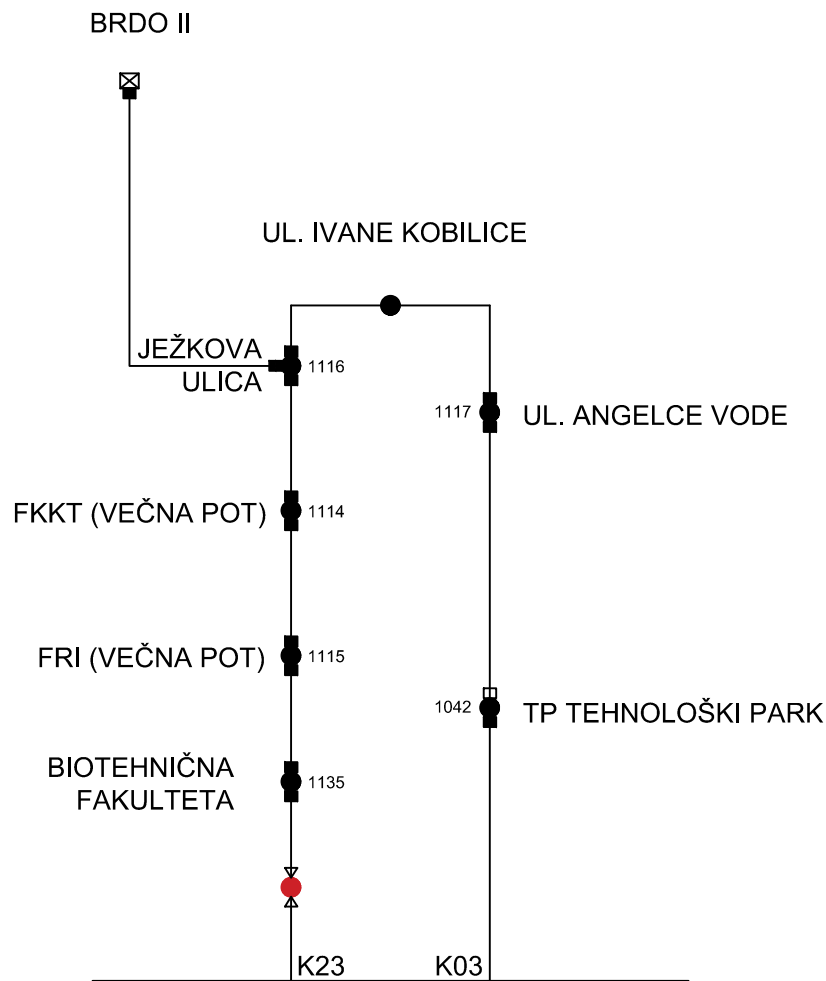 BRDO II
UL. IVANE KOBILICE
JEŽKOVA
ULICA
1116
1117
UL. ANGELCE VODE
FKKT (VEČNA POT)
1114
FRI (VEČNA POT)
1115
1042
TP TEHNOLOŠKI PARK
BIOTEHNIČNA
FAKULTETA
1135
K23
K03